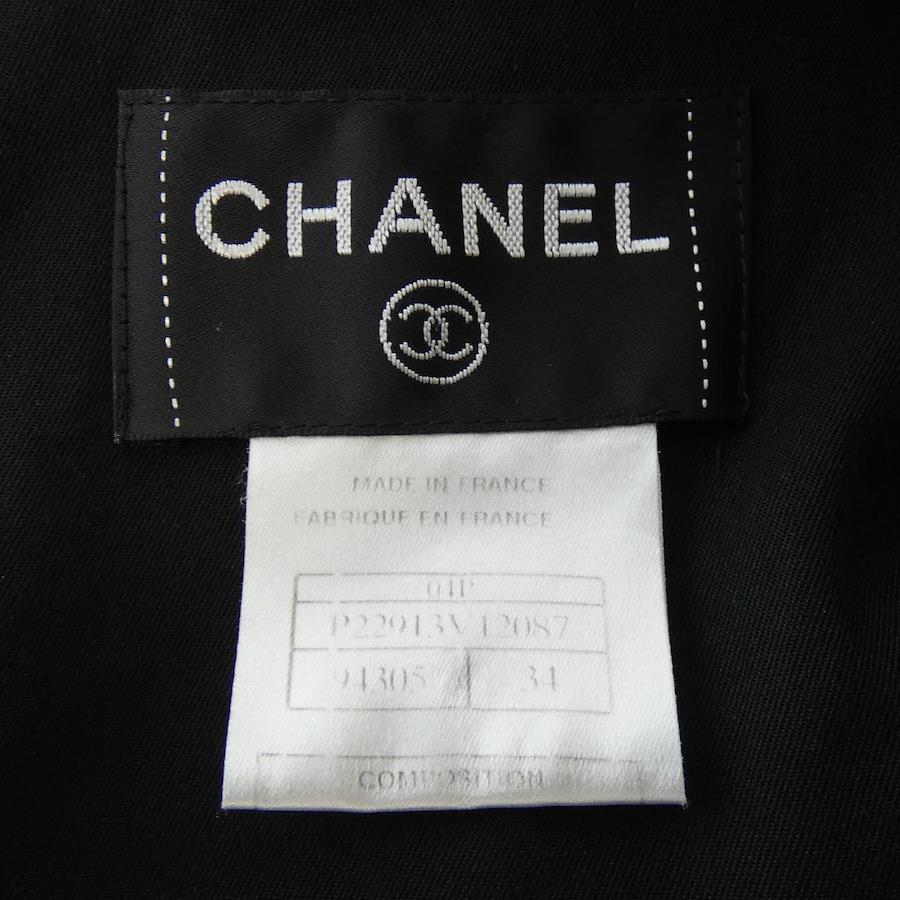 CHANEL
MADE IN FRANCE
FABRIQUE EN FRANCE
04P
P22913V12087
94305 34
COMPOSITION